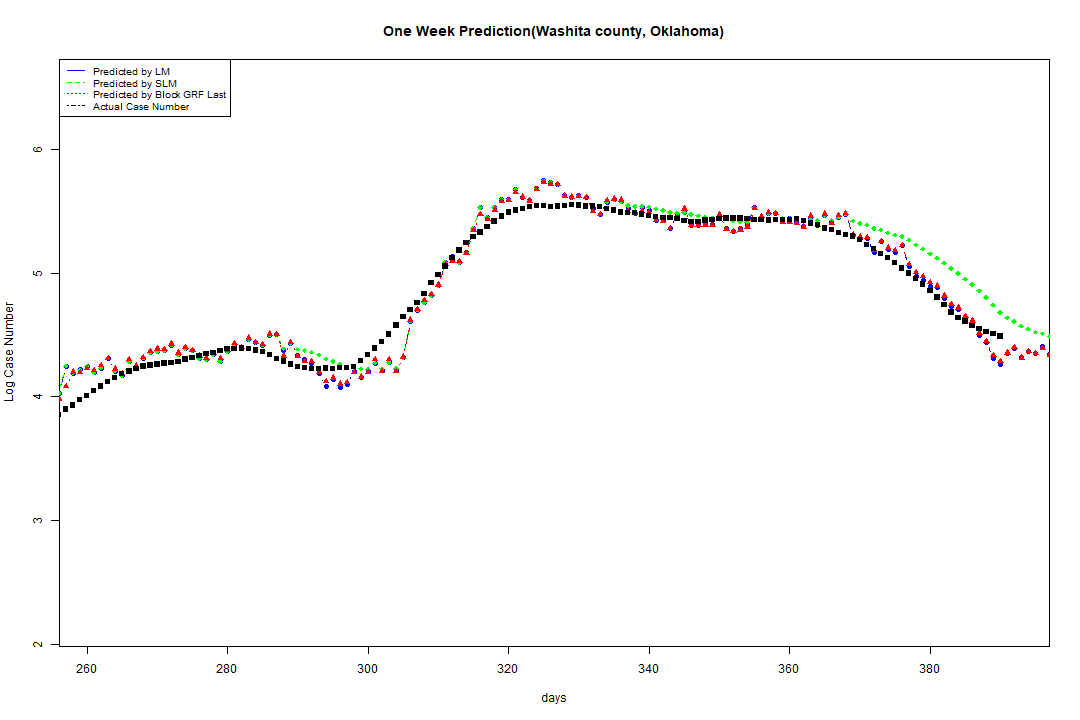 One Week Prediction(Washita county, Oklahoma)
Predicted by LM
Predicted by SLM
Predicted by Block GRF Last
Actual Case Number
6
5
4
3
2
Log Case Number
260 280 300 320 340 360 380
days